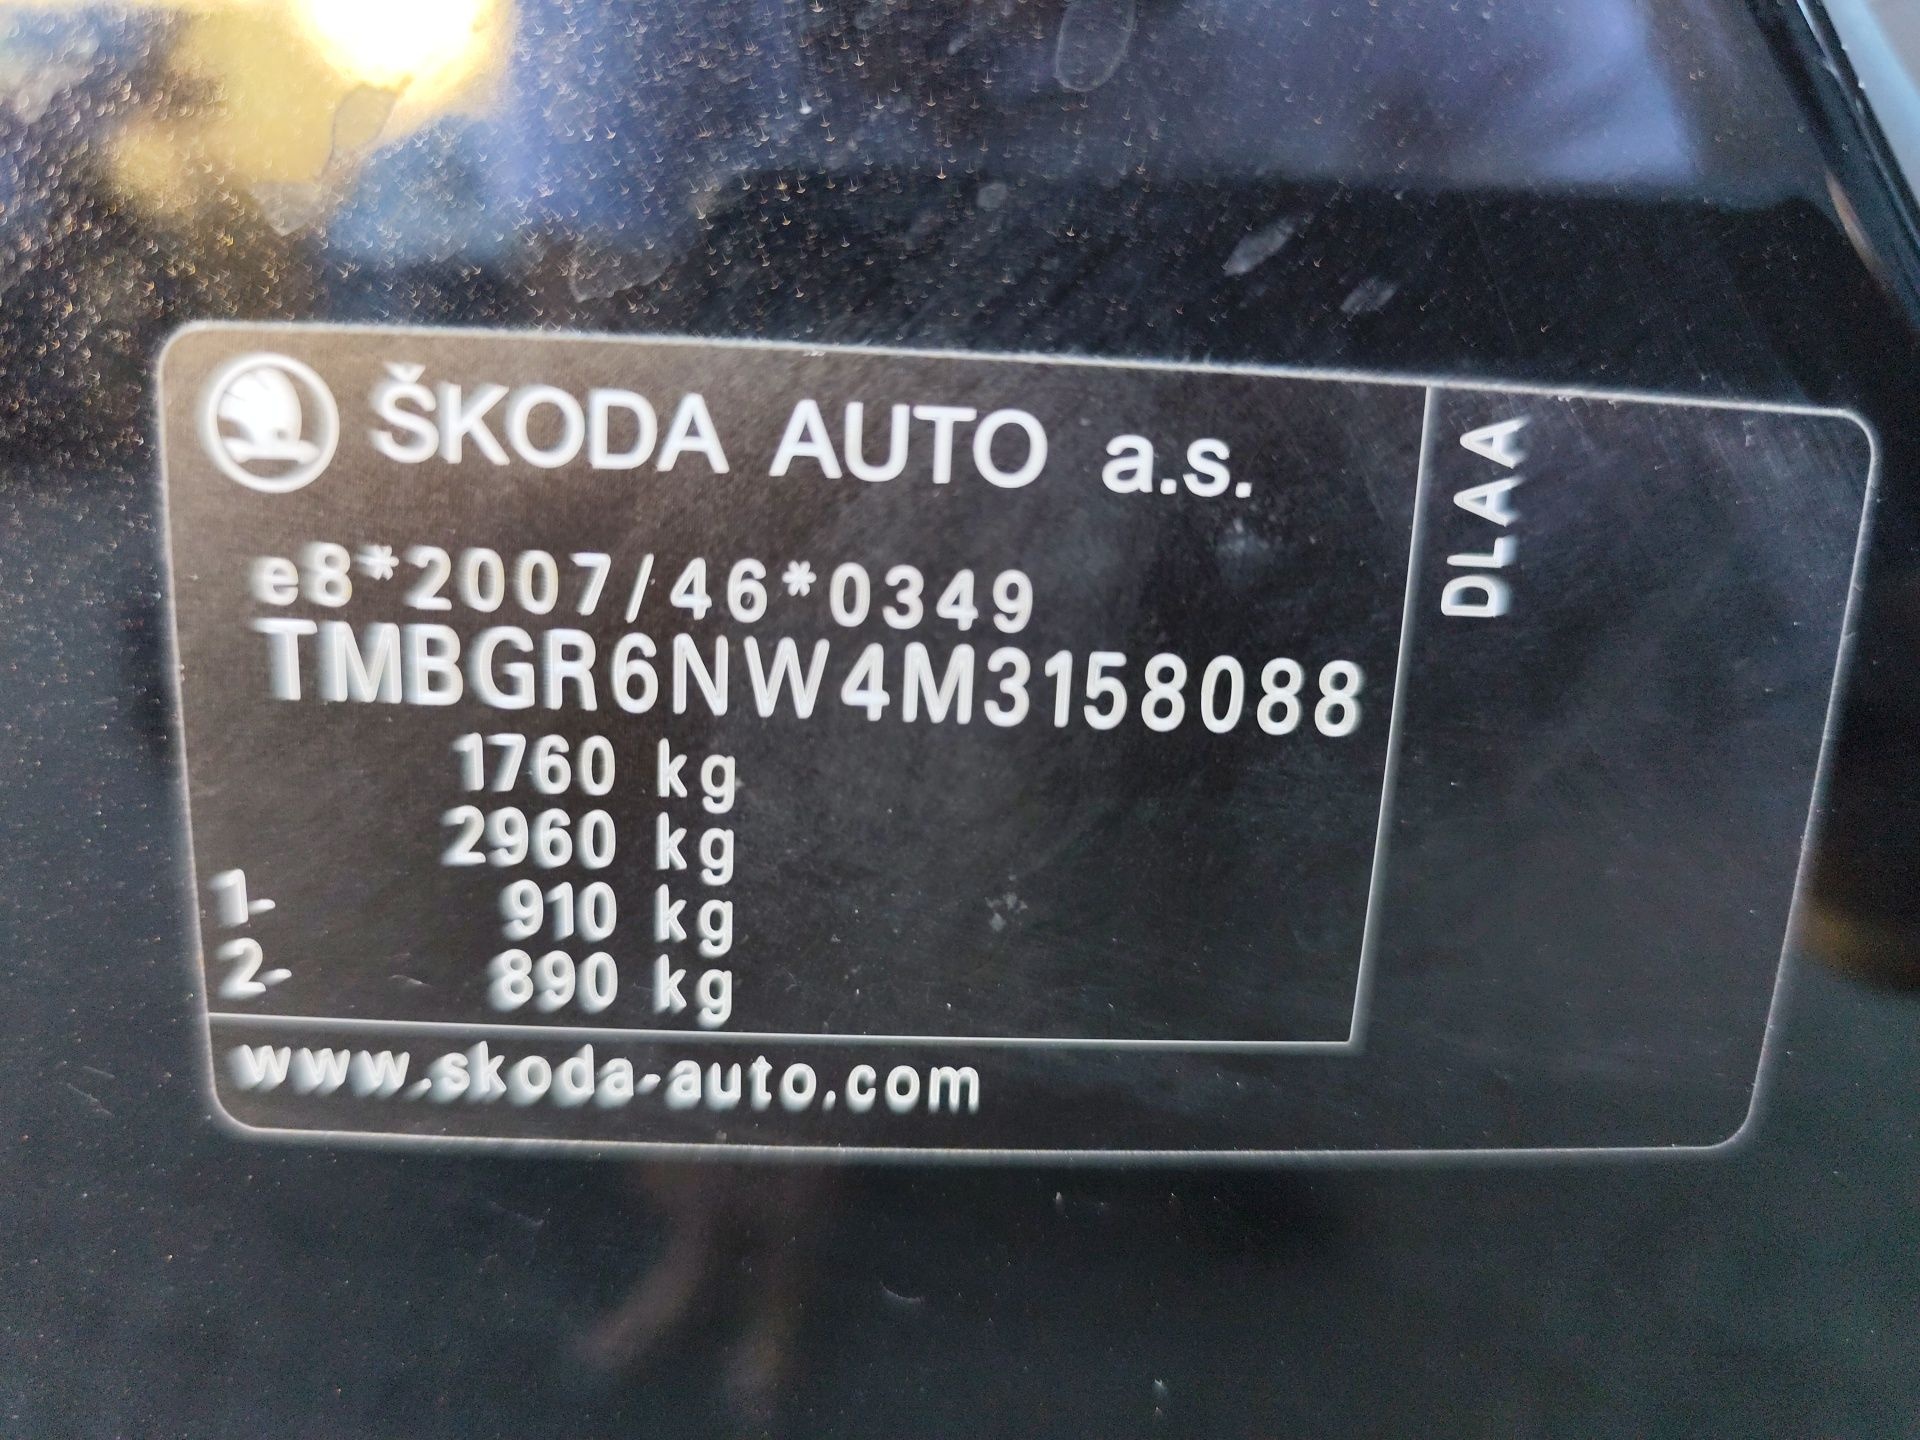 ŠKODA AUTO a.s.
e8*2007/46*0349
TMBGR6NW4M3158088
1760 kg
2960 kg
1- 910 kg
2- 890 kg
www.skoda-auto.com
DLAA